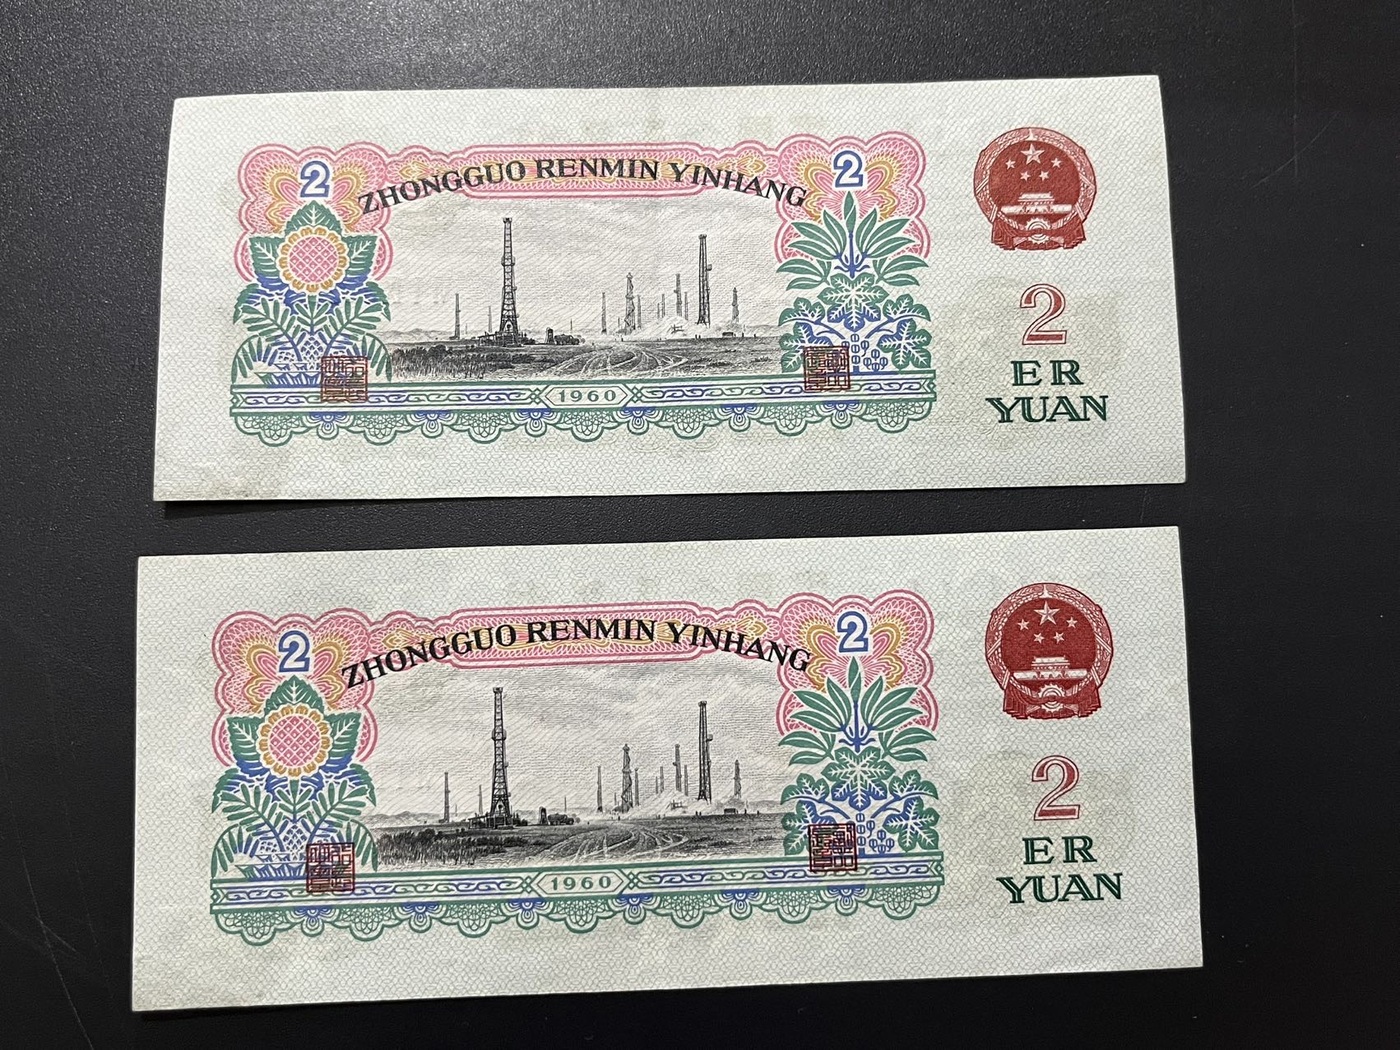 2 ZHONGGUO RENMIN YINHANG 2
2
ER
YUAN
1960
2 ZHONGGUO RENMIN YINHANG 2
2
ER
YUAN
1960